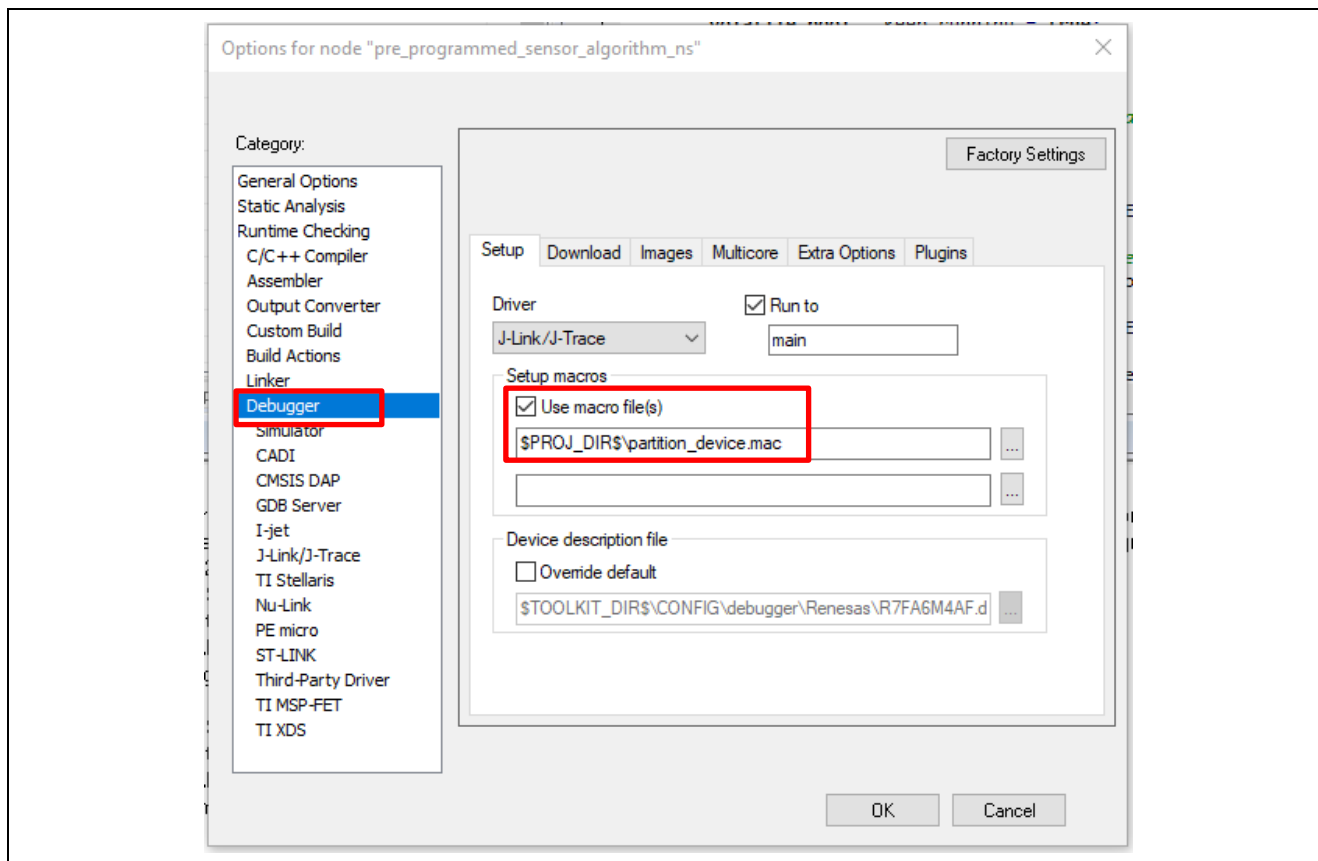 Options for node "pre_programmed_sensor_algorithm_ns"
Category:
Factory Settings
General Options
Static Analysis
Runtime Checking
C/C++ Compiler
Assembler
Output Converter
Custom Build
Build Actions
Linker
Debugger
Simulator
CADI
CMSIS DAP
GDB Server
I-jet
J-Link/J-Trace
TI Stellaris
Nu-Link
PE micro
ST-LINK
Third-Party Driver
TI MSP-FET
TI XDS
Setup Download Images Multicore Extra Options Plugins
Driver Run to
J-Link/J-Trace main
Setup macros
Use macro file(s)
$PROJ_DIR$\partition_device.mac ...
...
Device description file
Override default
$TOOLKIT_DIR$\CONFIG\debugger\Renesas\R7FA6M4AF.d ...
OK Cancel